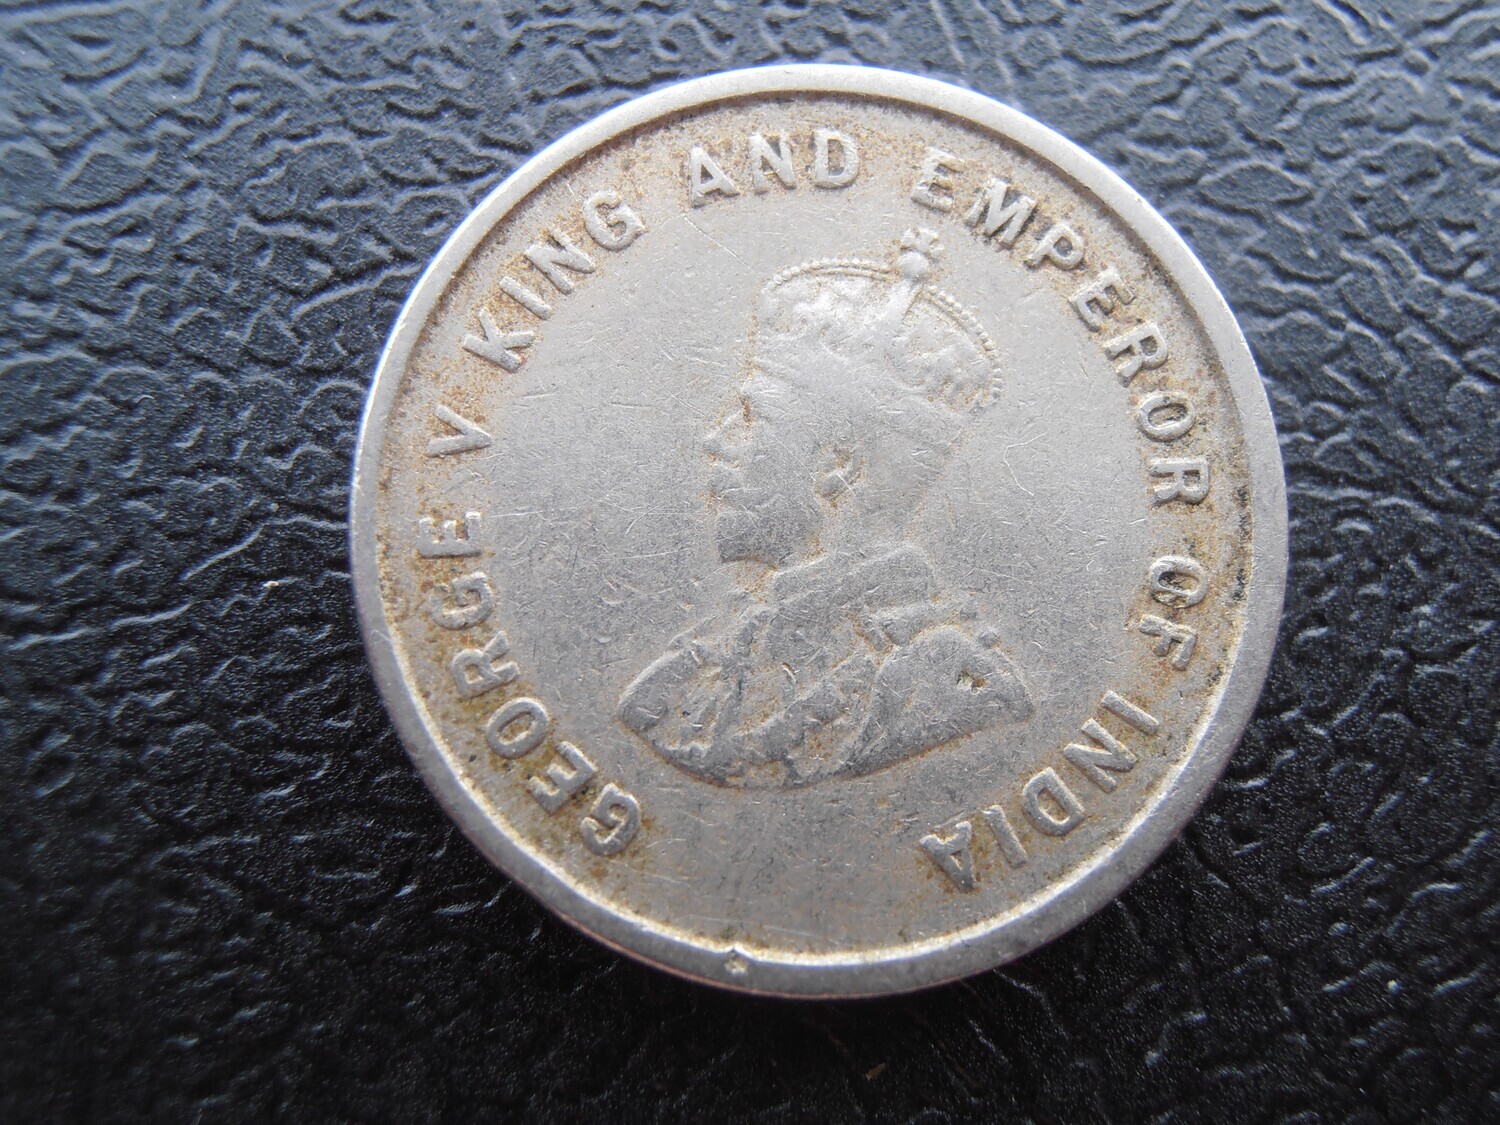 GEORGE V KING AND EMPEROR OF INDIA